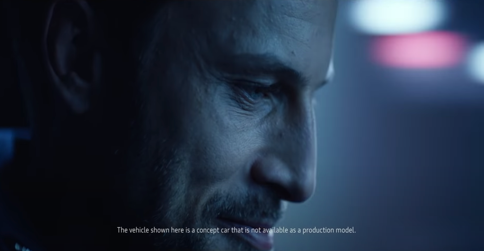 The vehicle shown here is a concept car that is not available as a production model.